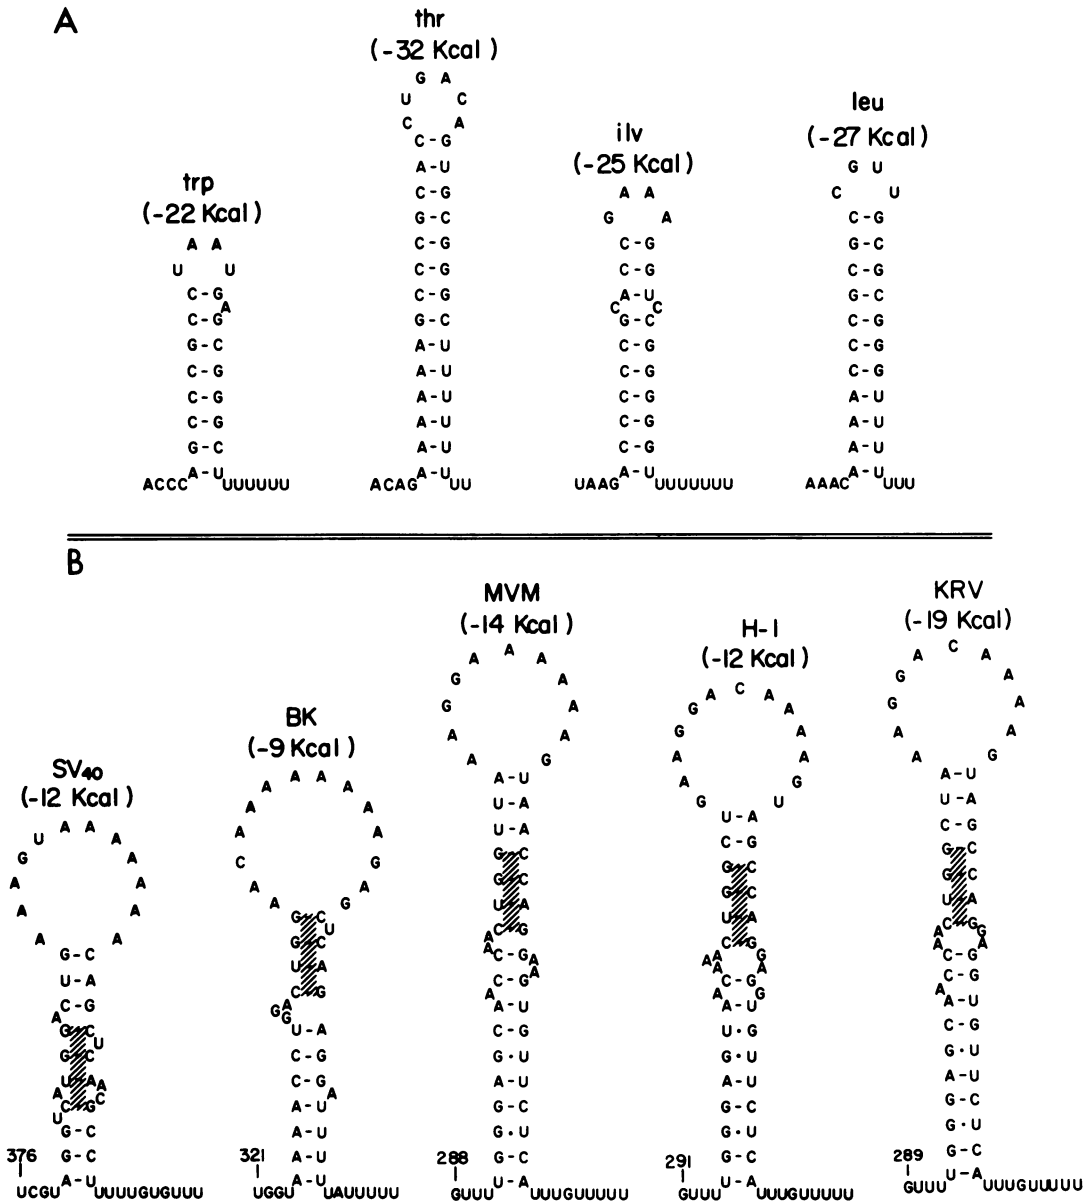 A
trp
(-22 Kcal)
A A
U U
C-G
A
C-G
G-C
C-G
C-G
C-G
G-C
A-U
ACCC UUUUUU
thr
(-32 Kcal)
G A
U C
C A
C-G
A-U
C-G
G-C
C-G
C-G
C-G
G-C
A-U
A-U
A-U
A-U
A-U
A-U
ACAG UU
ilv
(-25 Kcal)
A A
G A
C-G
C-G
A-U
C C
G-C
C-G
C-G
C-G
C-G
C-G
A-U
UAAG UUUUUUU
leu
(-27 Kcal)
G U
C U
C-G
G-C
C-G
G-C
C-G
C-G
C-G
A-U
A-U
A-U
A-U
AAAC UUU
B
SV40
(-12 Kcal)
A A
U A
G A
A A
A A
A A
G-C
U-A
C-G
A
G C
U
G C
U A
A A
C G
C
U
G-C
G-C
A-U
376
UCGU UUUUGUGUUU
BK
(-9 Kcal)
A A
A A
A A
A A
C G
A A
A G
G C
U
G C
U A
C G
A
G G
U-A
C-G
C-G
A
A-U
A-U
A-U
321
UGGU UAUUUUU
MVM
(-14 Kcal)
A
A A
G A
G A
A A
A G
A-U
U-A
U-A
G C
G C
U A
C G
A
A
C-G
A
A
A
A-U
C-G
G·U
A-U
G-C
G·U
G-C
U-A
288
GUUU UUUGUUUUU
H-1
(-12 Kcal)
C
A A
G A
G A
A A
A G
G U
U-A
C-G
G C
G C
U A
C G
A A G
A A
C-G
A G
A-U
U·G
G·U
A-U
G-C
G·U
G-C
U-A
291
GUUU UUUGUUUUU
KRV
(-19 Kcal)
C
A A
G A
G A
A A
A G
A-U
U-A
C-G
G C
G C
U A
C G
A G
A A
C-G
C-G
A
A-U
C-G
G·U
A-U
G-C
G·U
G-C
U-A
289
GUUU UUUGUUUUU